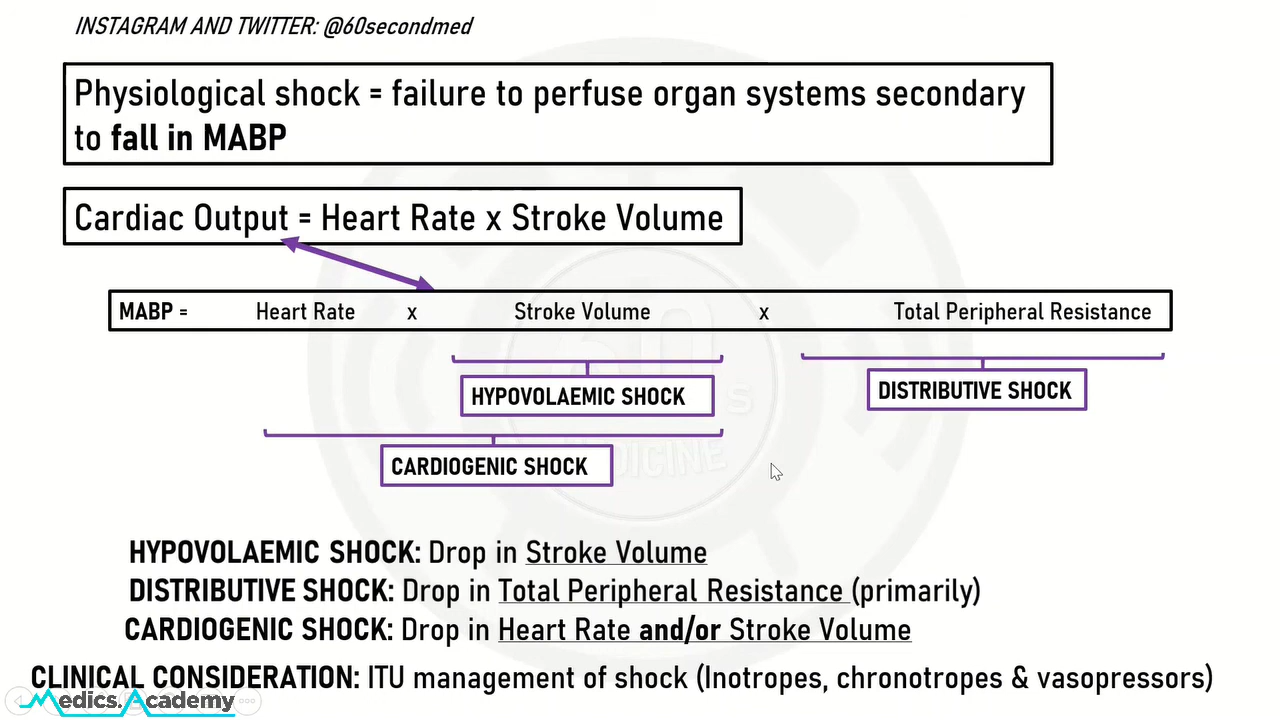 INSTAGRAM AND TWITTER: @60secondmed
Physiological shock = failure to perfuse organ systems secondary
to fall in MABP
Cardiac Output = Heart Rate x Stroke Volume
MABP = Heart Rate x Stroke Volume x Total Peripheral Resistance
HYPOVOLAEMIC SHOCK
DISTRIBUTIVE SHOCK
CARDIOGENIC SHOCK
HYPOVOLAEMIC SHOCK: Drop in Stroke Volume
DISTRIBUTIVE SHOCK: Drop in Total Peripheral Resistance (primarily)
CARDIOGENIC SHOCK: Drop in Heart Rate and/or Stroke Volume
CLINICAL CONSIDERATION: ITU management of shock (Inotropes, chronotropes & vasopressors)
Medics.Academy